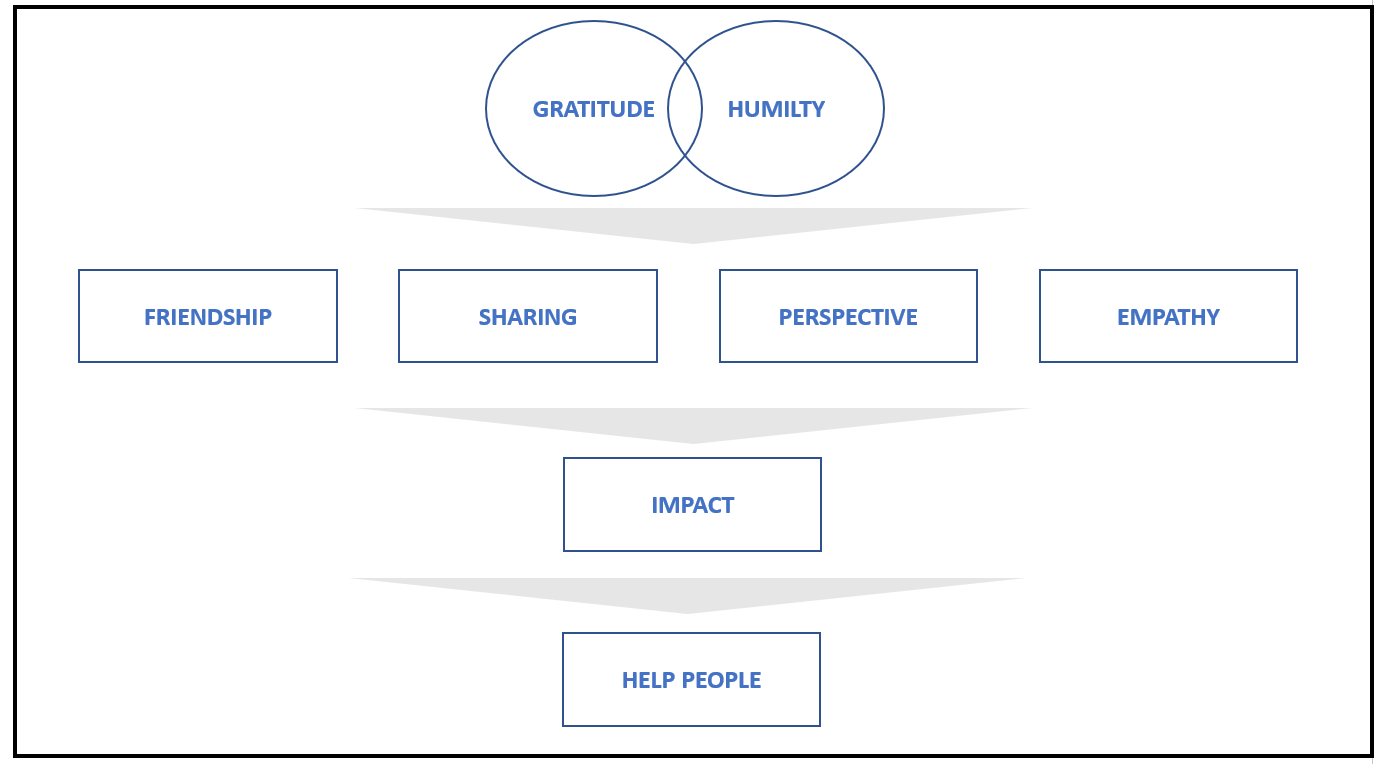 GRATITUDE HUMILTY
FRIENDSHIP SHARING PERSPECTIVE EMPATHY
IMPACT
HELP PEOPLE